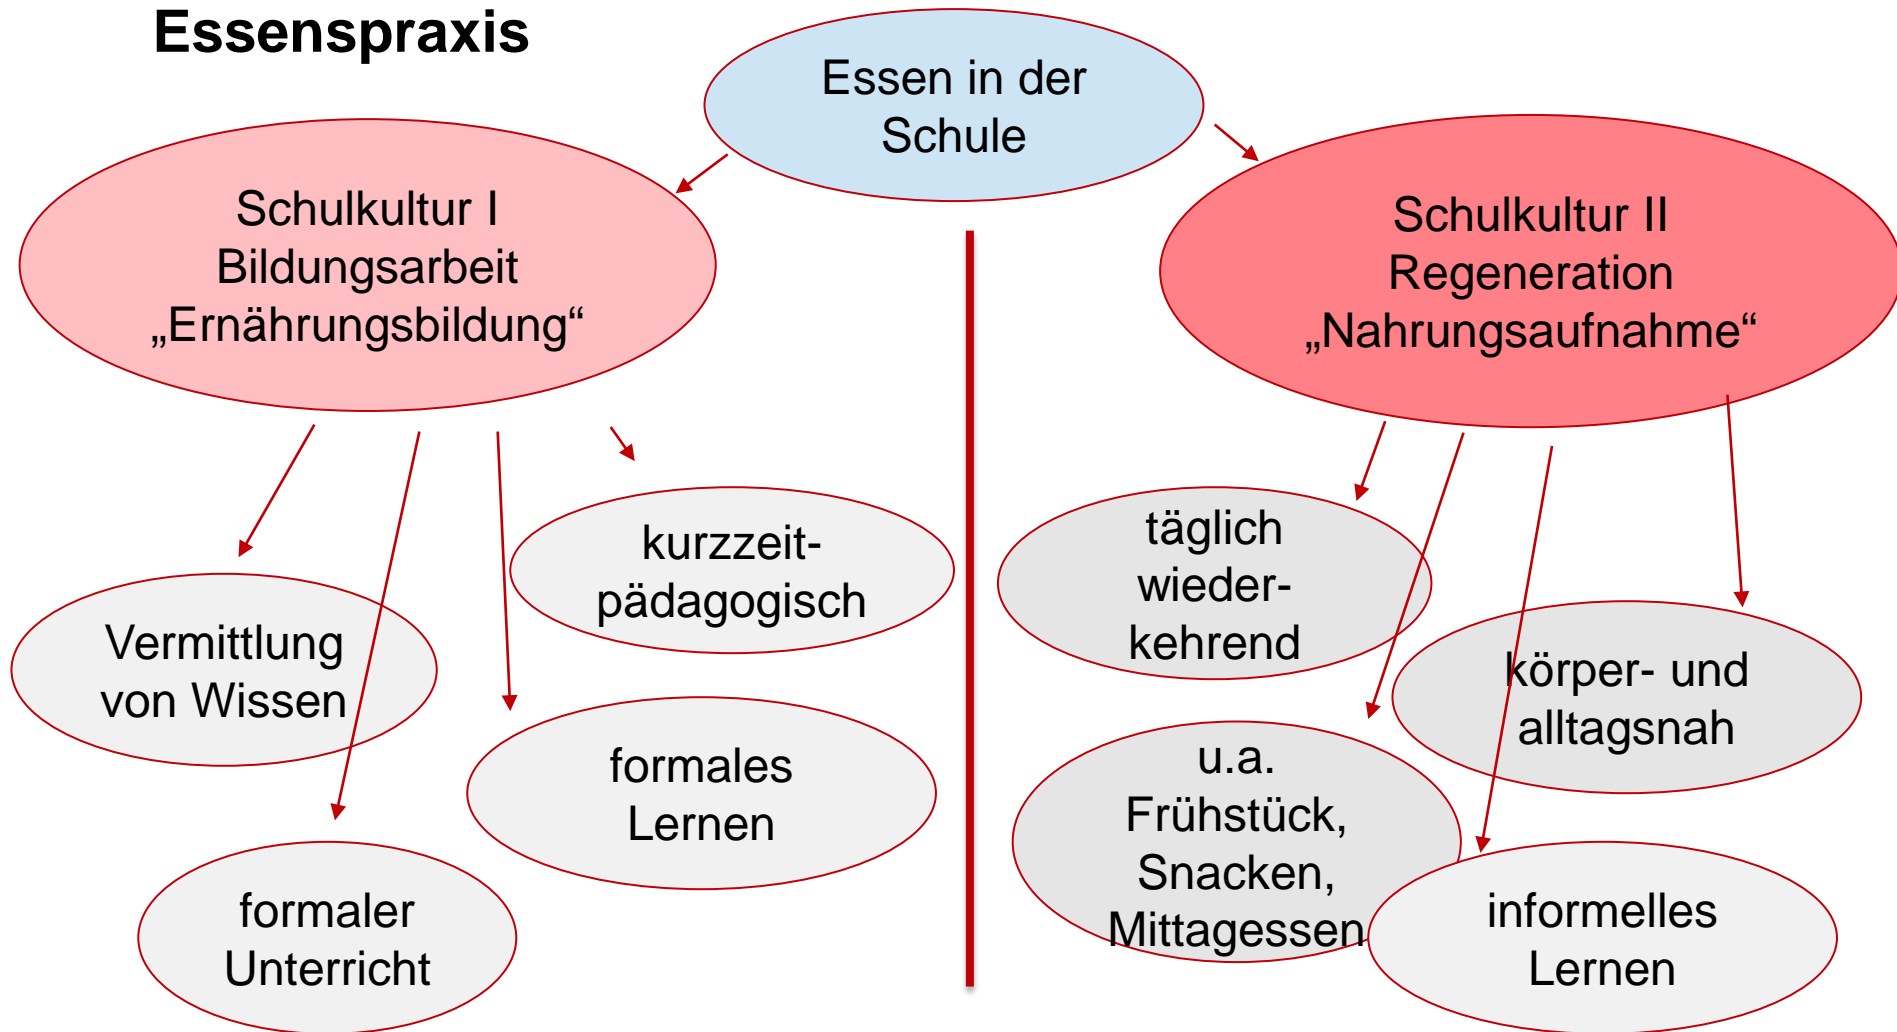 Essenspraxis
Essen in der
Schule
Schulkultur I
Bildungsarbeit
„Ernährungsbildung“
Schulkultur II
Regeneration
„Nahrungsaufnahme“
kurzzeit-
pädagogisch
Vermittlung
von Wissen
formales
Lernen
formaler
Unterricht
täglich
wieder-
kehrend
körper- und
alltagsnah
u.a.
Frühstück,
Snacken,
Mittagessen
informelles
Lernen